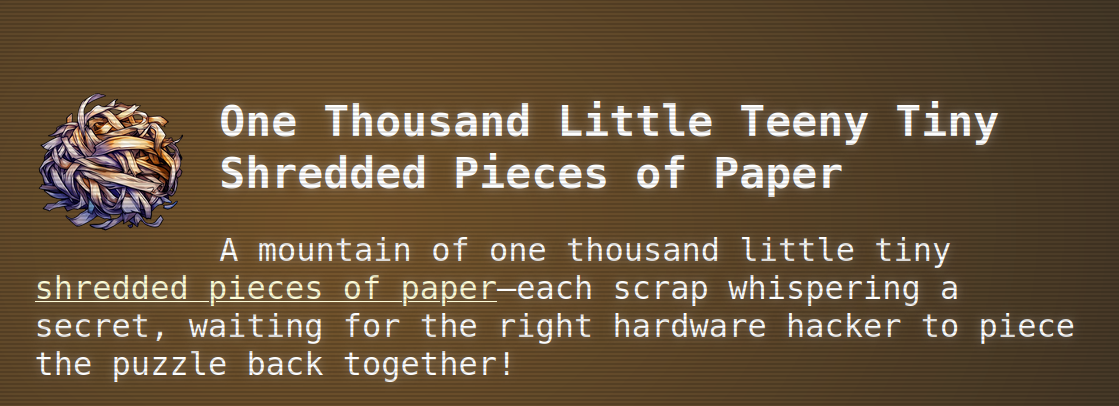 One Thousand Little Teeny Tiny
Shredded Pieces of Paper
A mountain of one thousand little tiny
shredded pieces of paper—each scrap whispering a
secret, waiting for the right hardware hacker to piece
the puzzle back together!